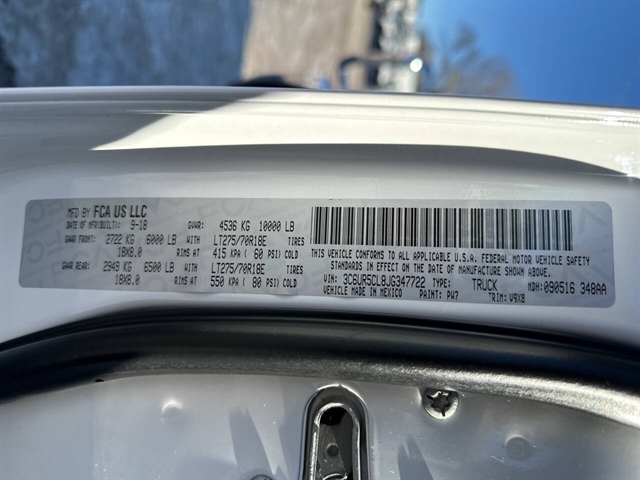 MFD BY FCA US LLC
DATE OF MFR(BUILT): 9-18 GVWR: 4536 KG 10000 LB
GAWR FRONT: 2722 KG 6000 LB WITH LT275/70R18E TIRES
18X8.0 RIMS AT 415 KPA ( 60 PSI) COLD
GAWR REAR: 2949 KG 6500 LB WITH LT275/70R18E TIRES
18X8.0 RIMS AT 550 KPA ( 80 PSI) COLD
THIS VEHICLE CONFORMS TO ALL APPLICABLE U.S.A. FEDERAL MOTOR VEHICLE SAFETY
STANDARDS IN EFFECT ON THE DATE OF MANUFACTURE SHOWN ABOVE.
VIN: 3C6UR5CL8JG347722 TYPE: TRUCK MDH: 090516 348AA
VEHICLE MADE IN MEXICO PAINT: PW7 TRIM: V9X8